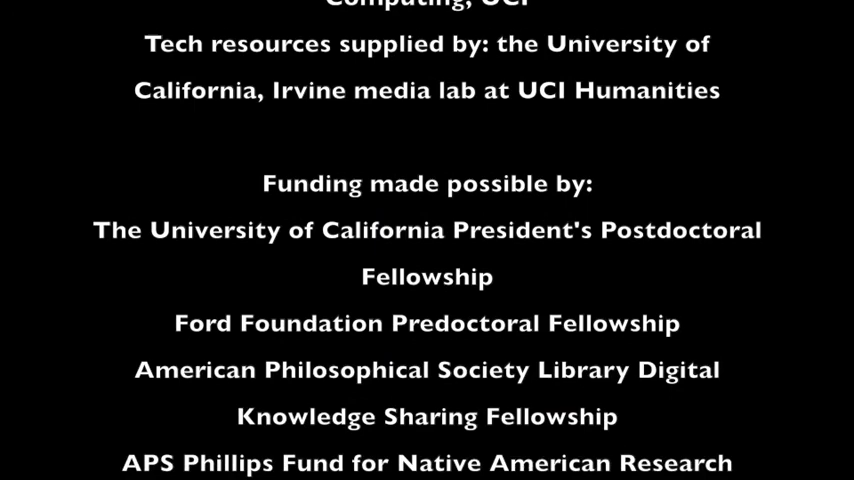 Computing, UCI
Tech resources supplied by: the University of
California, Irvine media lab at UCI Humanities
Funding made possible by:
The University of California President's Postdoctoral
Fellowship
Ford Foundation Predoctoral Fellowship
American Philosophical Society Library Digital
Knowledge Sharing Fellowship
APS Phillips Fund for Native American Research